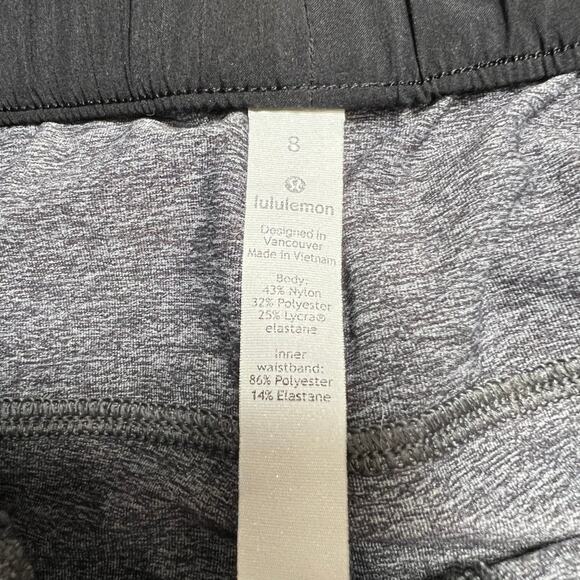 8
lululemon
Designed in
Vancouver
Made in Vietnam
Body:
43% Nylon
32% Polyester
25% Lycra®
elastane
Inner
waistband:
86% Polyester
14% Elastane